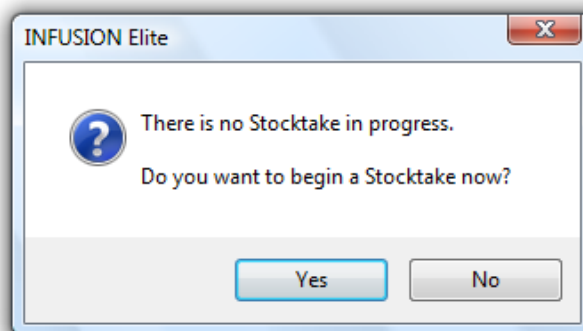 INFUSION Elite
There is no Stocktake in progress.
Do you want to begin a Stocktake now?
Yes
No